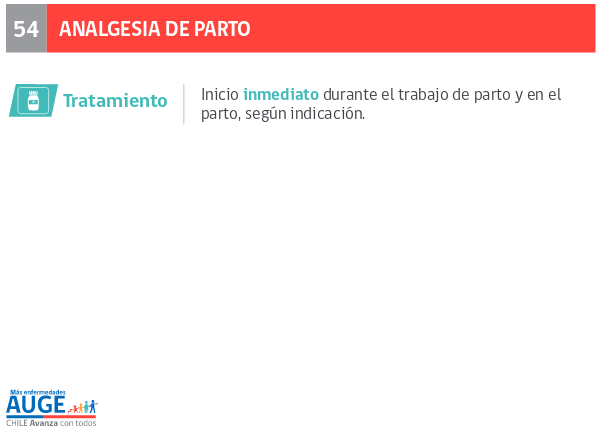 54 ANALGESIA DE PARTO
Tratamiento
Inicio inmediato durante el trabajo de parto y en el
parto, según indicación.
Más enfermedades
AUGE
CHILE Avanza con todos